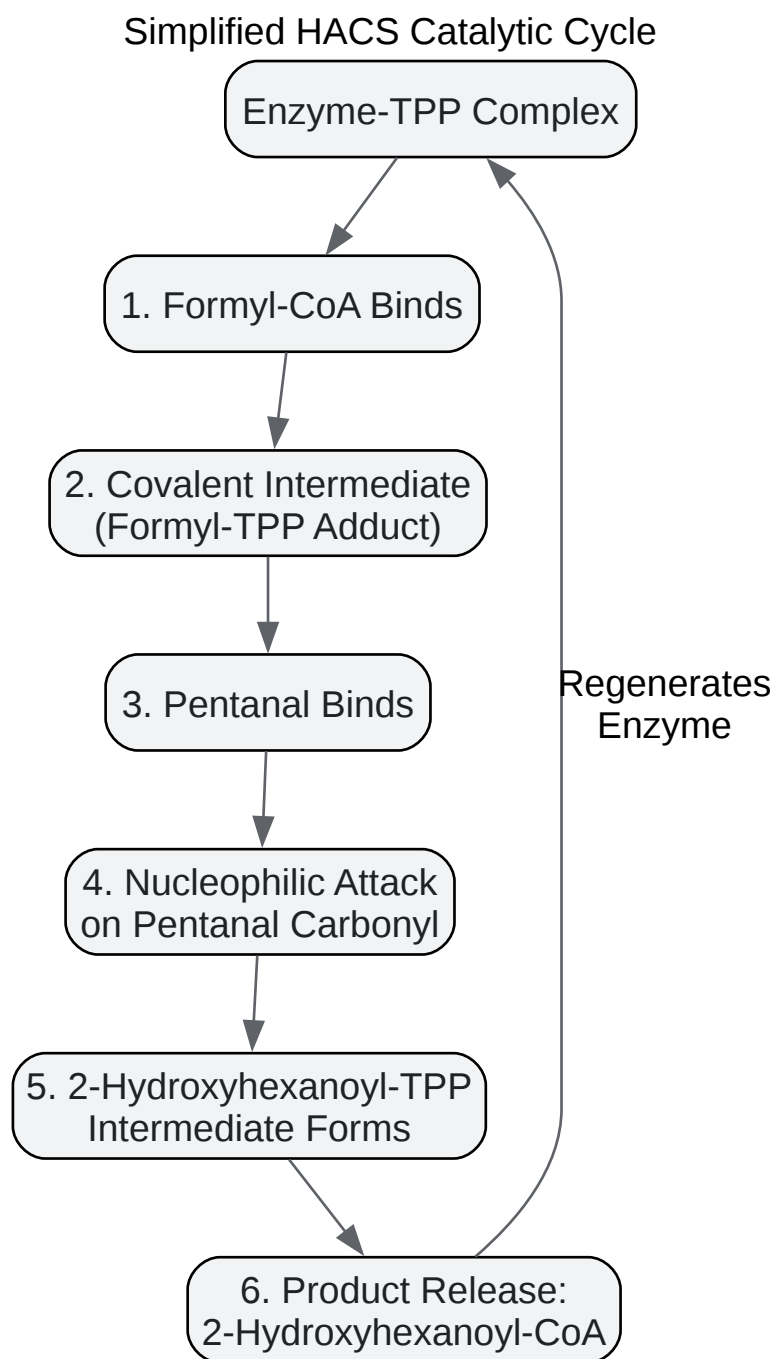 Simplified HACS Catalytic Cycle
Enzyme-TPP Complex
1. Formyl-CoA Binds
2. Covalent Intermediate
(Formyl-TPP Adduct)
3. Pentanal Binds
Regenerates
Enzyme
4. Nucleophilic Attack
on Pentanal Carbonyl
5. 2-Hydroxyhexanoyl-TPP
Intermediate Forms
6. Product Release:
2-Hydroxyhexanoyl-CoA